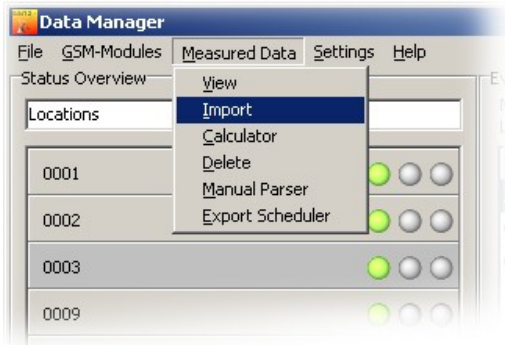 Data Manager
File GSM-Modules Measured Data Settings Help
Status Overview
Locations
View
Import
Calculator
Delete
Manual Parser
Export Scheduler
0001
0002
0003
0009